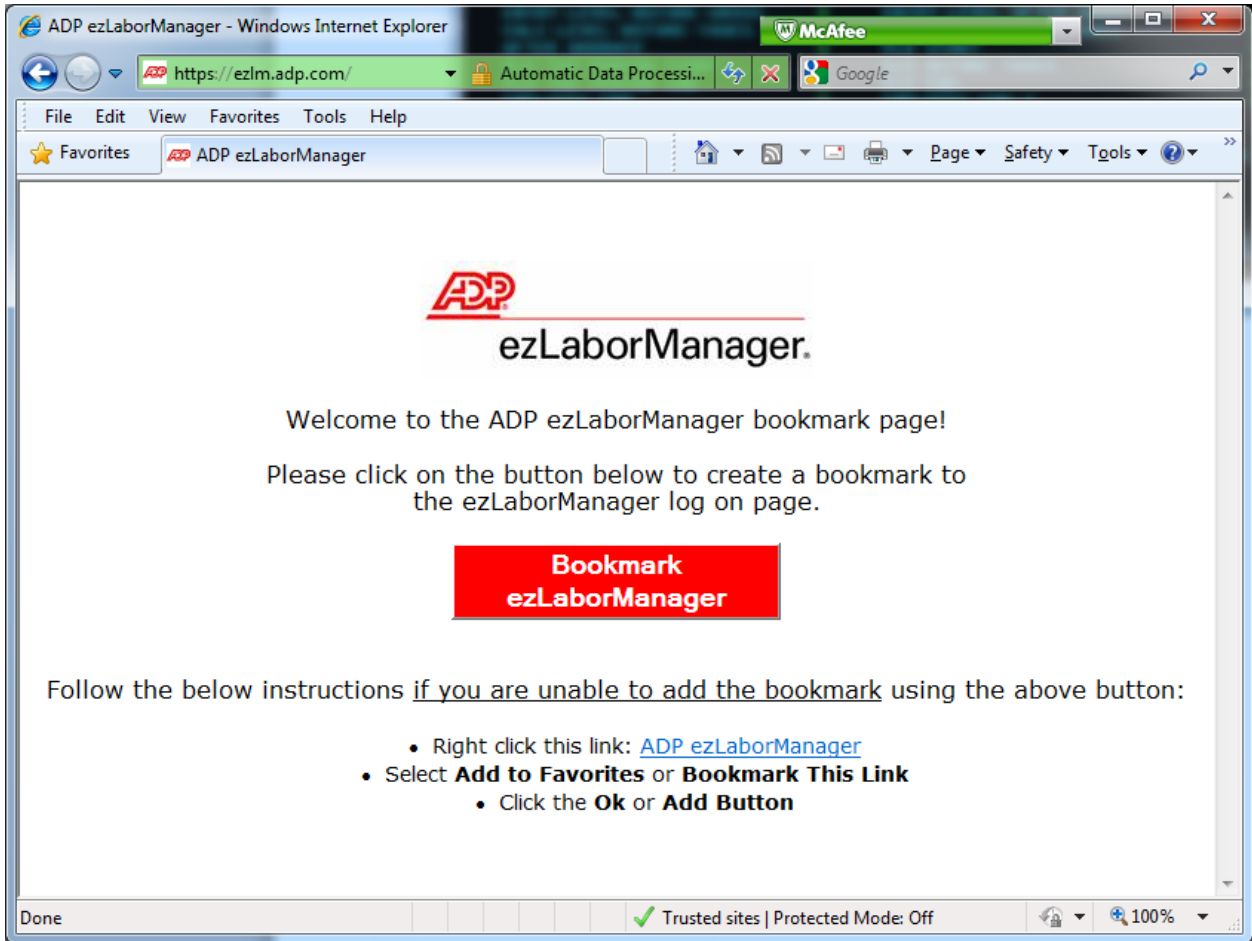 ADP ezLaborManager - Windows Internet Explorer
McAfee
https://ezlm.adp.com/
Automatic Data Processi...
Google
File Edit View Favorites Tools Help
Favorites
ADP ezLaborManager
Page Safety Tools
ADP
ezLaborManager.
Welcome to the ADP ezLaborManager bookmark page!
Please click on the button below to create a bookmark to
the ezLaborManager log on page.
Bookmark
ezLaborManager
Follow the below instructions if you are unable to add the bookmark using the above button:
• Right click this link: ADP ezLaborManager
• Select Add to Favorites or Bookmark This Link
• Click the Ok or Add Button
Done
Trusted sites | Protected Mode: Off
100%